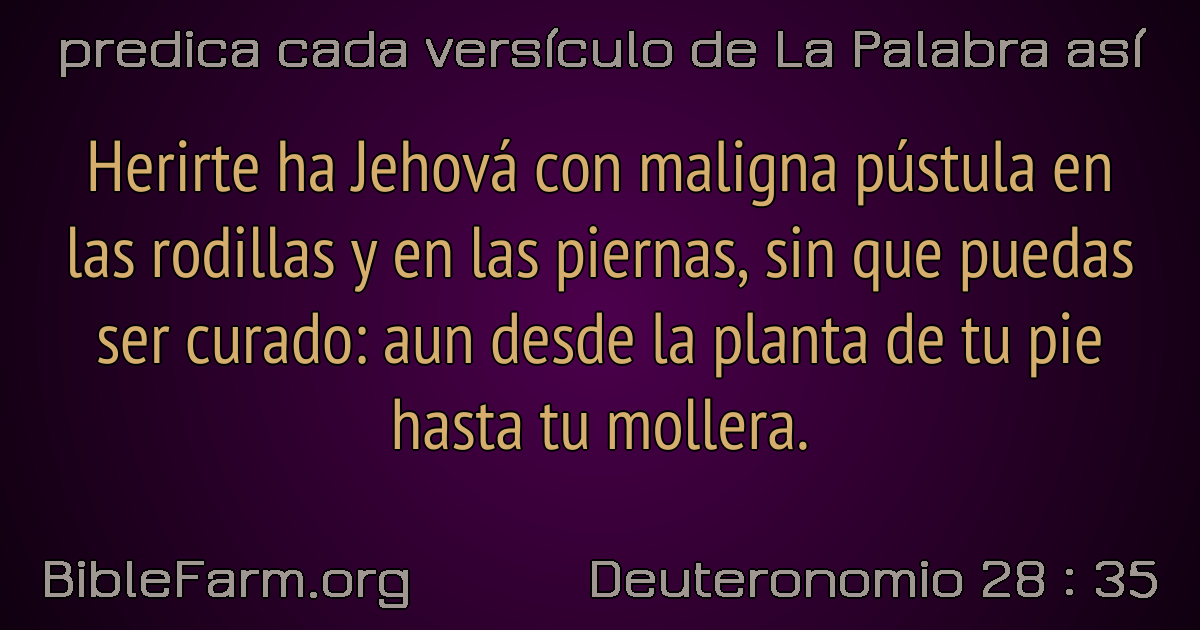 predica cada versículo de La Palabra así
Herirte ha Jehová con maligna pústula en
las rodillas y en las piernas, sin que puedas
ser curado: aun desde la planta de tu pie
hasta tu mollera.
BibleFarm.org
Deuteronomio 28 : 35